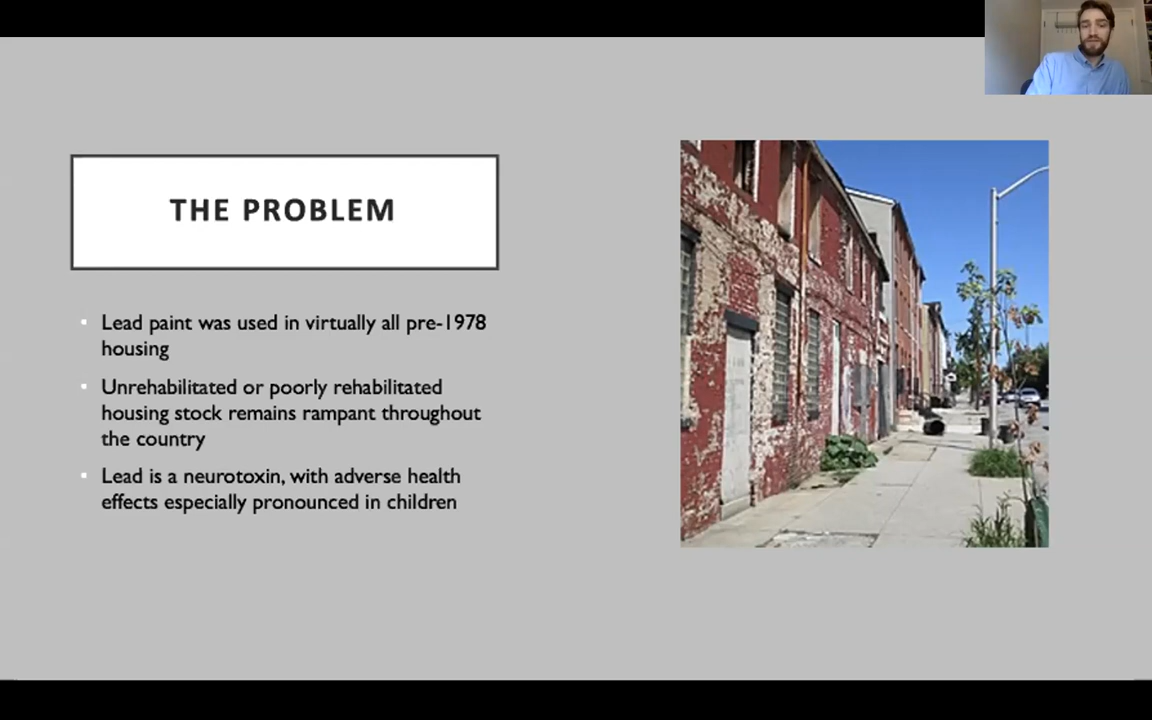 THE PROBLEM
Lead paint was used in virtually all pre-1978
housing
Unrehabilitated or poorly rehabilitated
housing stock remains rampant throughout
the country
Lead is a neurotoxin, with adverse health
effects especially pronounced in children